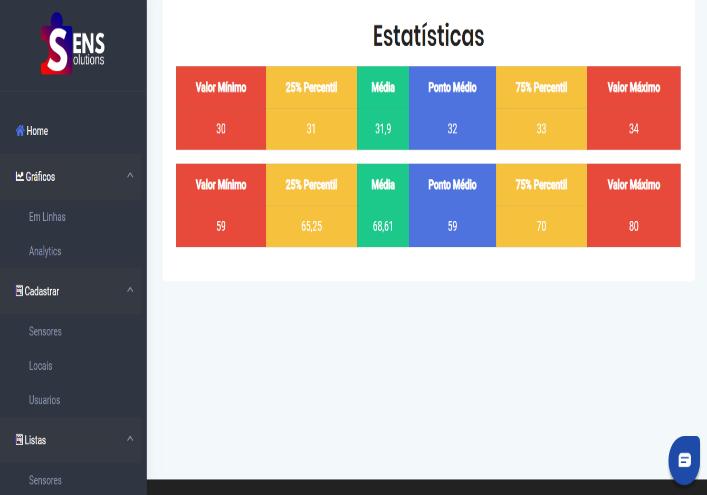 SENS
Solutions
Home
Gráficos
Em Linhas
Analytics
Cadastrar
Sensores
Locais
Usuarios
Listas
Sensores
Estatísticas
Valor Mínimo 25% Percentil Média Ponto Médio 75% Percentil Valor Máximo
30 31 31,9 32 33 34
Valor Mínimo 25% Percentil Média Ponto Médio 75% Percentil Valor Máximo
59 65,25 68,61 59 70 80